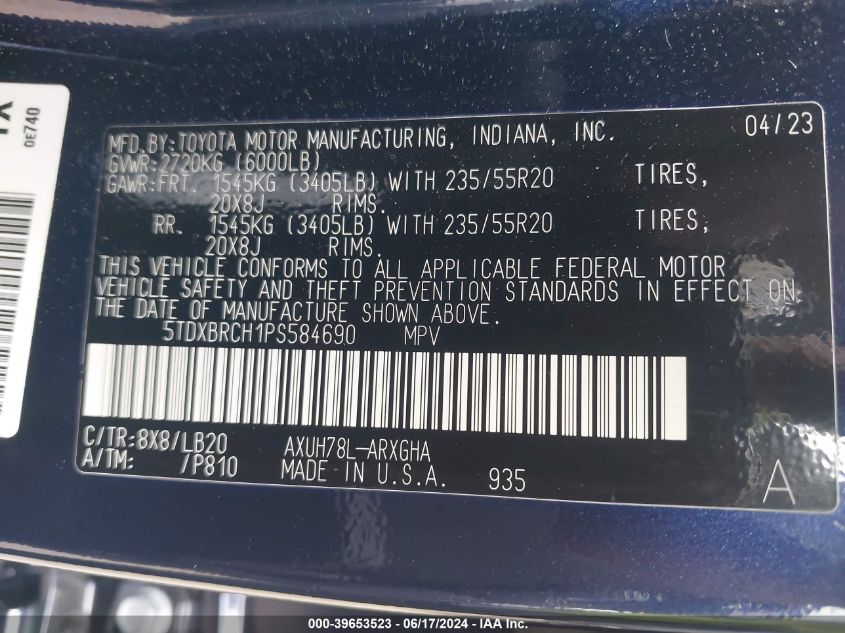 MFD.BY:TOYOTA MOTOR MANUFACTURING, INDIANA, INC. 04/23
GVWR:2720KG (6000LB)
GAWR:FRT. 1545KG (3405LB) WITH 235/55R20 TIRES,
20X8J RIMS.
RR. 1545KG (3405LB) WITH 235/55R20 TIRES,
20X8J RIMS.
THIS VEHICLE CONFORMS TO ALL APPLICABLE FEDERAL MOTOR
VEHICLE SAFETY AND THEFT PREVENTION STANDARDS IN EFFECT ON
THE DATE OF MANUFACTURE SHOWN ABOVE.
5TDXBRCH1PS584690 MPV
C/TR:8X8/LB20 AXUH78L-ARXGHA
A/TM: /P810 MADE IN U.S.A. 935 A
0E740
000-39653523 - 06/17/2024 - IAA Inc.